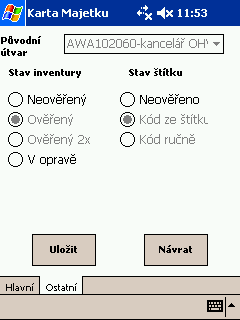 Karta Majetku 11:53
Původní útvar AWA102060-kancelář OH
Stav inventury Stav štítku
Neověřený Neověřeno
Ověřený Kód ze štítku
Ověřený 2x Kód ručně
V opravě
Uložit Návrat
Hlavní Ostatní